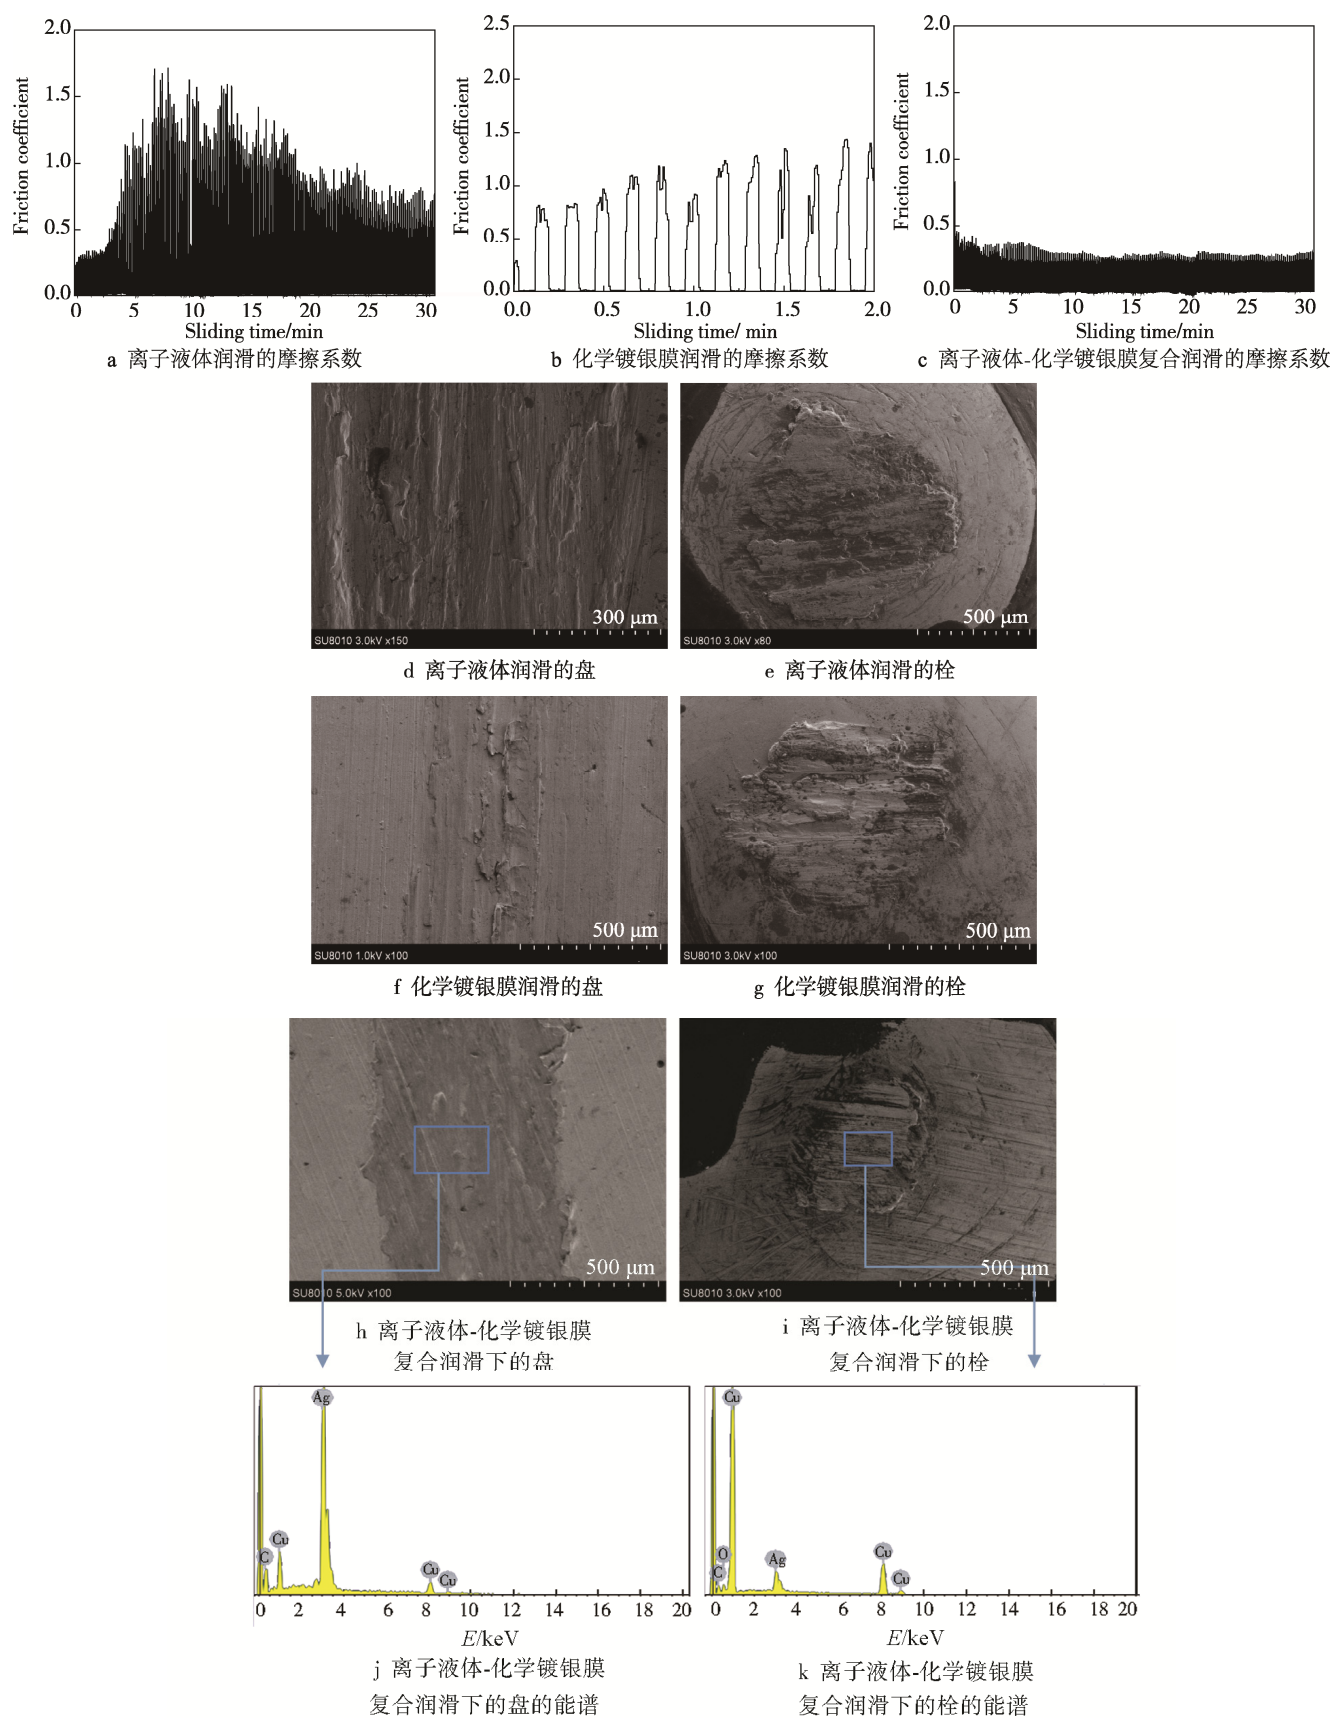 2.0
1.5
1.0
0.5
0.0
Friction coefficient
0
5
10
15
20
25
30
Sliding time/min
a 离子液体润滑的摩擦系数
2.5
2.0
1.5
1.0
0.5
0.0
Friction coefficient
0.0
0.5
1.0
1.5
2.0
Sliding time/ min
b 化学镀银膜润滑的摩擦系数
2.0
1.5
1.0
0.5
0.0
Friction coefficient
0
5
10
15
20
25
30
Sliding time/min
c 离子液体-化学镀银膜复合润滑的摩擦系数
300 μm
SU8010 3.0kV x150
d 离子液体润滑的盘
500 μm
SU8010 3.0kV x80
e 离子液体润滑的栓
500 μm
SU8010 1.0kV x100
f 化学镀银膜润滑的盘
500 μm
SU8010 3.0kV x100
g 化学镀银膜润滑的栓
500 μm
SU8010 5.0kV x100
h 离子液体-化学镀银膜
复合润滑下的盘
500 μm
SU8010 3.0kV x100
i 离子液体-化学镀银膜
复合润滑下的栓
Ag
Cu
C
Cu
Cu
0 2 4 6 8 10 12 14 16 18 20
E/keV
j 离子液体-化学镀银膜
复合润滑下的盘的能谱
Cu
O
C
Ag
Cu
Cu
0 2 4 6 8 10 12 14 16 18 20
E/keV
k 离子液体-化学镀银膜
复合润滑下的栓的能谱